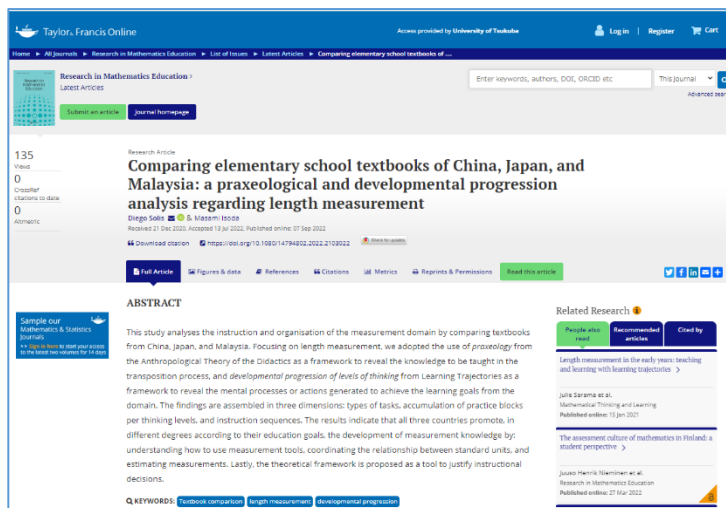 Taylor & Francis Online
Access provided by University of Tsukuba
Log in | Register Cart
Home ▸ All Journals ▸ Research in Mathematics Education ▸ List of Issues ▸ Latest Articles ▸ Comparing elementary school textbooks of ....
Research in Mathematics Education >
Latest Articles
Enter keywords, authors, DOI, ORCID etc
This Journal
Advanced
Submit an article
Journal homepage
135
Views
0
CrossRef
citations to date
0
Altmetric
Research Article
Comparing elementary school textbooks of China, Japan, and
Malaysia: a praxeological and developmental progression
analysis regarding length measurement
Diego Solis & Masami Isoda
Received 21 Dec 2020, Accepted 13 Jul 2022, Published online: 07 Sep 2022
Download citation https://doi.org/10.1080/14794802.2022.2103022
Full Article Figures & data References Citations Metrics Reprints & Permissions Read this article
Sample our
Mathematics & Statistics
Journals
>> Sign in here to start your access
to the latest two volumes for 14 days
ABSTRACT
This study analyses the instruction and organisation of the measurement domain by comparing textbooks
from China, Japan, and Malaysia. Focusing on length measurement, we adopted the use of praxeology from
the Anthropological Theory of the Didactics as a framework to reveal the knowledge to be taught in the
transposition process, and developmental progression of levels of thinking from Learning Trajectories as a
framework to reveal the mental processes or actions generated to achieve the learning goals from the
domain. The findings are assembled in three dimensions: types of tasks, accumulation of practice blocks
per thinking levels, and instruction sequences. The results indicate that all three countries promote, in
different degrees according to their education goals, the development of measurement knowledge by:
understanding how to use measurement tools, coordinating the relationship between standard units, and
estimating measurements. Lastly, the theoretical framework is proposed as a tool to justify instructional
decisions.
KEYWORDS: Textbook comparison length measurement developmental progression
Related Research
People also
read
Recommended
articles
Cited by
Length measurement in the early years: teaching
and learning with learning trajectories >
Julie Sarama et al.
Mathematical Thinking and Learning
Published online: 15 Jan 2021
The assessment culture of mathematics in Finland: a
student perspective >
Juuso Henrik Nieminen et al.
Research in Mathematics Education
Published online: 27 Mar 2022